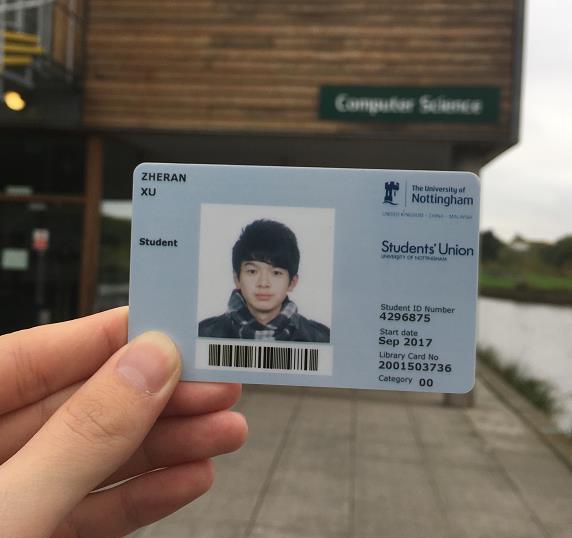 Computer Science
ZHERAN
XU
Student
The University of
Nottingham
UNITED KINGDOM · CHINA · MALAYSIA
Students' Union
UNIVERSITY OF NOTTINGHAM
Student ID Number
4296875
Start date
Sep 2017
Library Card No
2001503736
Category 00